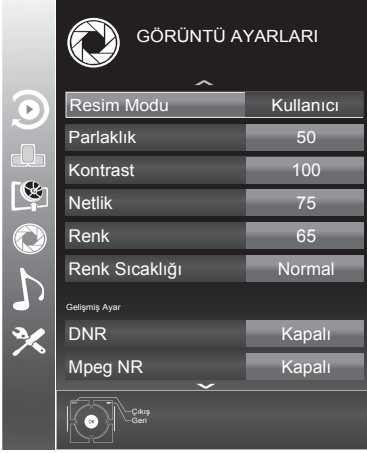 GÖRÜNTÜ AYARLARI
Resim Modu Kullanıcı
Parlaklık 50
Kontrast 100
Netlik 75
Renk 65
Renk Sıcaklığı Normal
Gelişmiş Ayar
DNR Kapalı
Mpeg NR Kapalı
Çıkış
Geri
OK